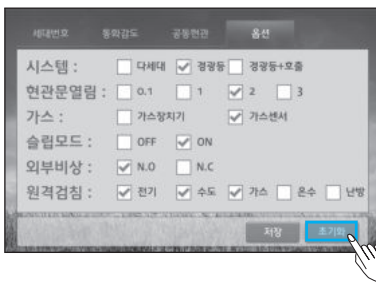 세대번호 통화감도 공동현관 옵션
시스템 : 다세대 경광등 경광등+호출
현관문열림 : 0.1 1 2 3
가스 : 가스장치기 가스센서
슬립모드 : OFF ON
외부비상 : N.O N.C
원격검침 : 전기 수도 가스 온수 난방
저장 초기화